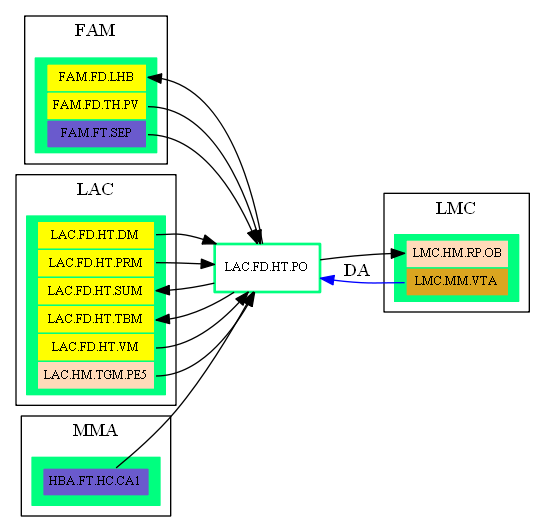 FAM
FAM.FD.LHB
FAM.FD.TH.PV
FAM.FT.SEP
LAC
LAC.FD.HT.DM
LAC.FD.HT.PRM
LAC.FD.HT.SUM
LAC.FD.HT.TBM
LAC.FD.HT.VM
LAC.HM.TGM.PE5
MMA
HBA.FT.HC.CA1
LAC.FD.HT.PO
DA
LMC
LMC.HM.RP.OB
LMC.MM.VTA